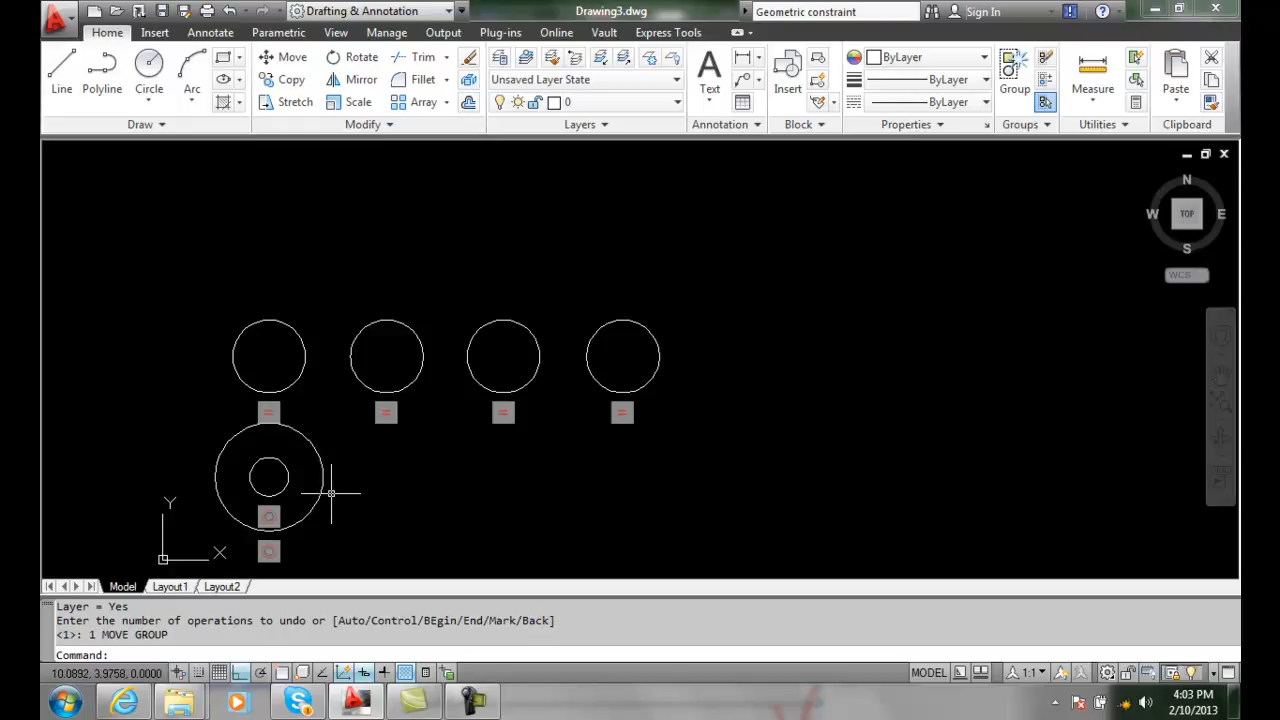 Drafting & Annotation
Drawing3.dwg
Geometric constraint
Sign In
Home Insert Annotate Parametric View Manage Output Plug-ins Online Vault Express Tools
Line Polyline Circle Arc
Move Rotate Trim
Copy Mirror Fillet
Stretch Scale Array
Unsaved Layer State
0
Text
Insert
ByLayer
ByLayer
ByLayer
Group
Measure
Paste
Draw Modify Layers Annotation Block Properties Groups Utilities Clipboard
N
W TOP E
S
WCS
Y
X
Model Layout1 Layout2
Layer = Yes
Enter the number of operations to undo or [Auto/Control/BEgin/End/Mark/Back]
<1>: 1 MOVE GROUP
Command:
10.0892, 3.9758, 0.0000
MODEL
1:1
4:03 PM
2/10/2013